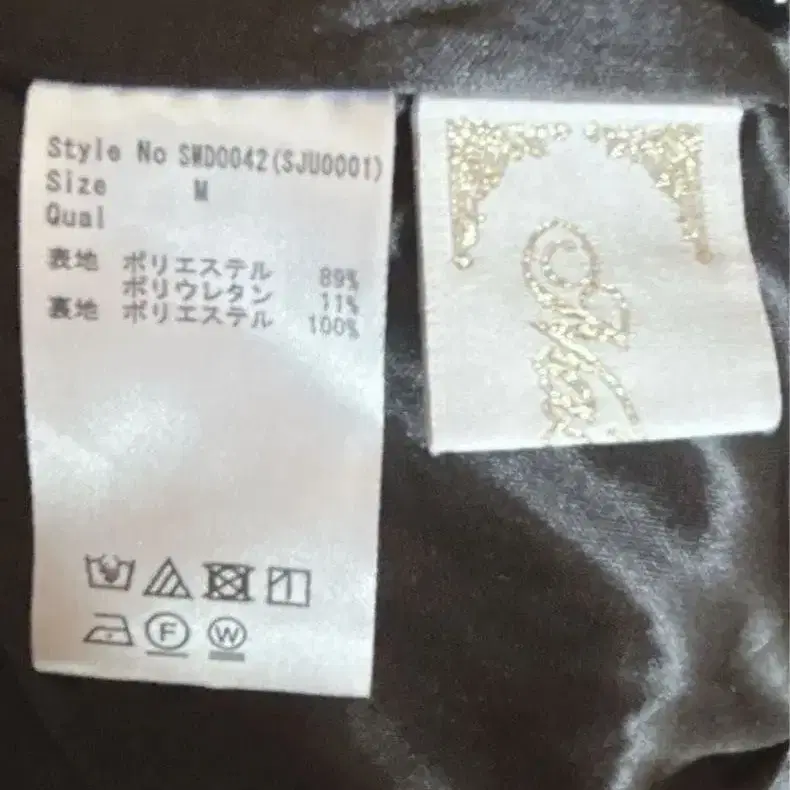 Style No SMD0042(SJU0001)
Size M
Qual
表地 ポリエステル 89%
ポリウレタン 11%
裏地 ポリエステル 100%
F
W